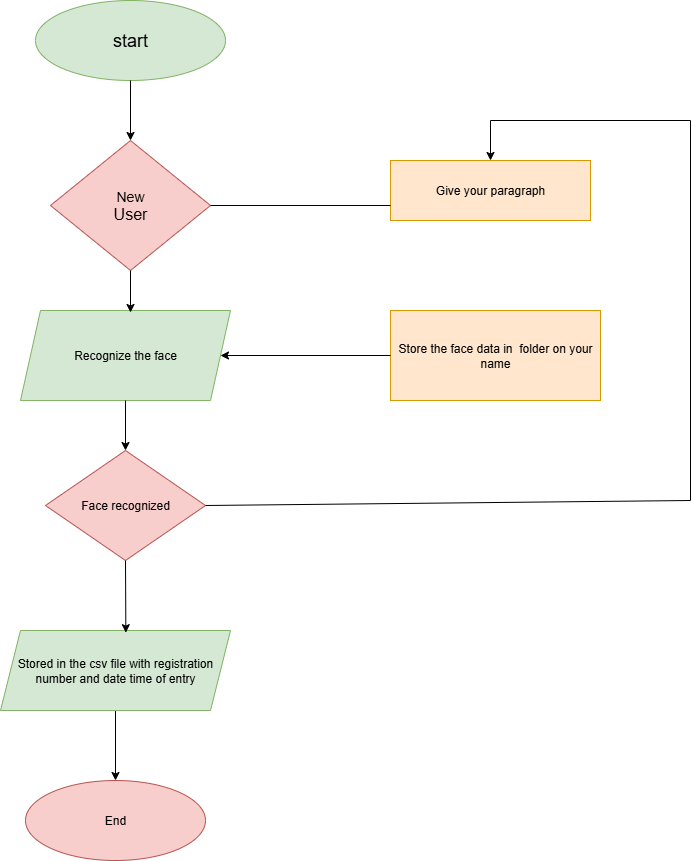 start
New
User
Give your paragraph
Recognize the face
Store the face data in  folder on your
name
Face recognized
Stored in the csv file with registration
number and date time of entry
End